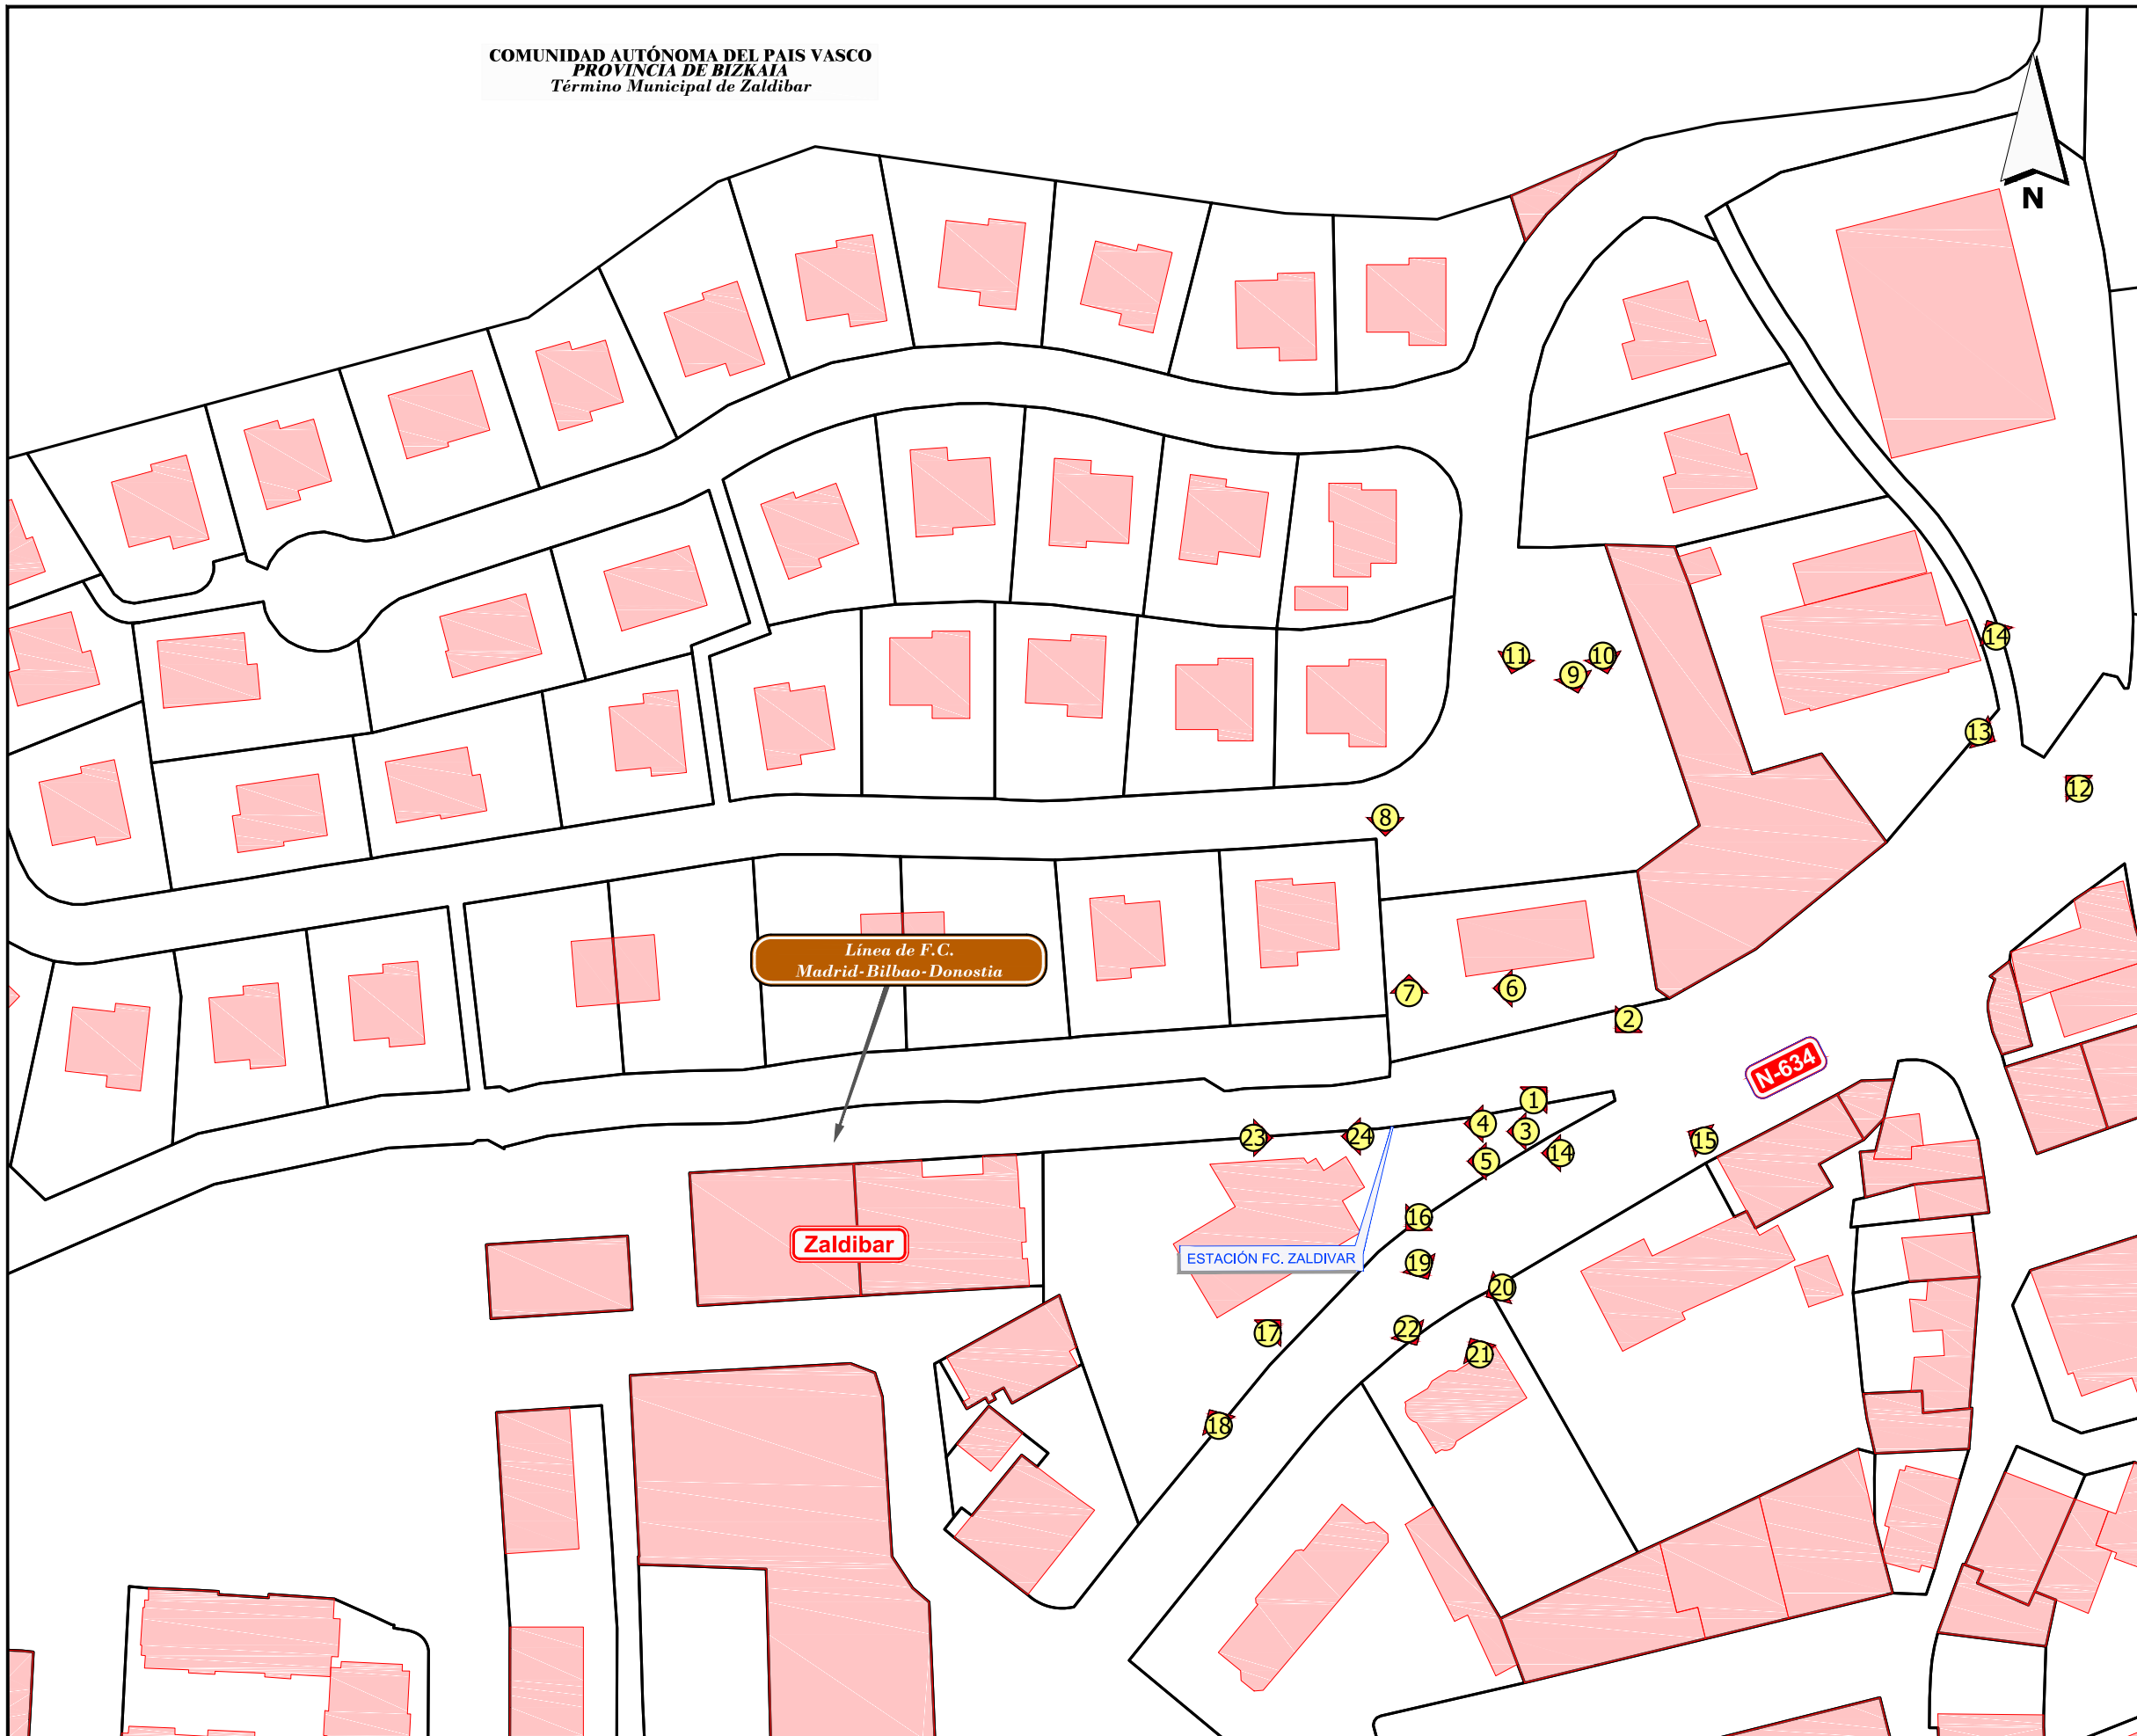 COMUNIDAD AUTÓNOMA DEL PAIS VASCO
PROVINCIA DE BIZKAIA
Término Municipal de Zaldibar
N
14
11
10
9
13
12
8
Línea de F.C.
Madrid-Bilbao-Donostia
7
6
2
N-634
1
4
3
23
24
15
14
5
16
Zaldibar
ESTACIÓN FC. ZALDIVAR
19
20
22
17
21
18